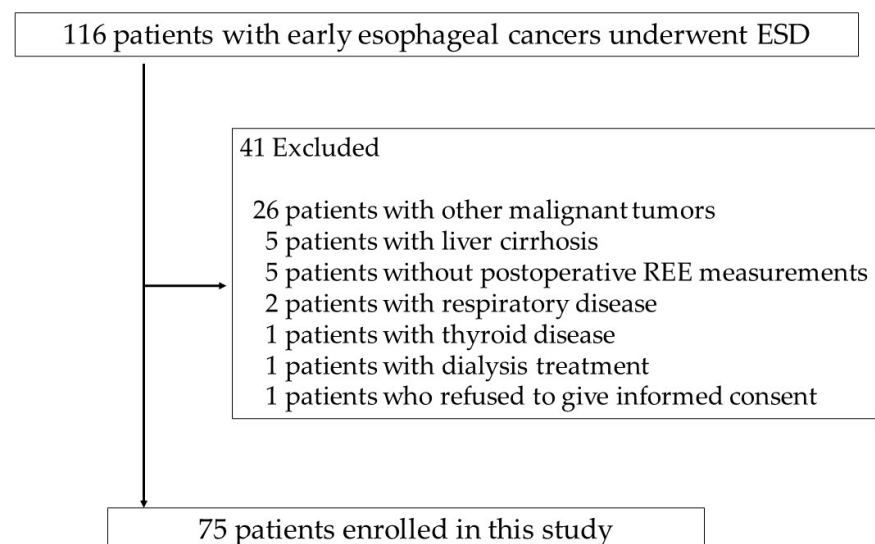 116 patients with early esophageal cancers underwent ESD
41 Excluded
26 patients with other malignant tumors
5 patients with liver cirrhosis
5 patients without postoperative REE measurements
2 patients with respiratory disease
1 patients with thyroid disease
1 patients with dialysis treatment
1 patients who refused to give informed consent
75 patients enrolled in this study